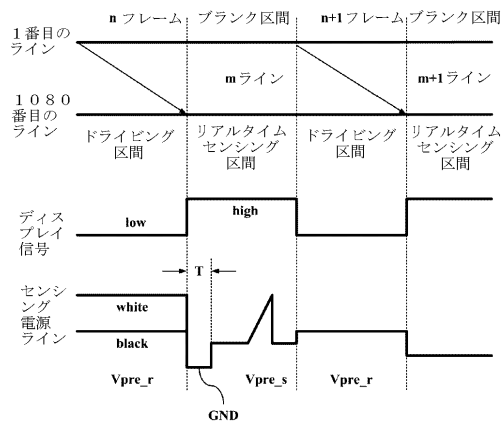 n フレーム
ブランク区間
n+1 フレーム
ブランク区間
1番目の
ライン
m ライン
m+1 ライン
1080
番目の
ライン
ドライビング
区間
リアルタイム
センシング
区間
ドライビング
区間
リアルタイム
センシング
区間
ディス
プレイ
信号
low
high
T
センシ
ング
電源
ライン
white
black
Vpre_r
Vpre_s
Vpre_r
GND